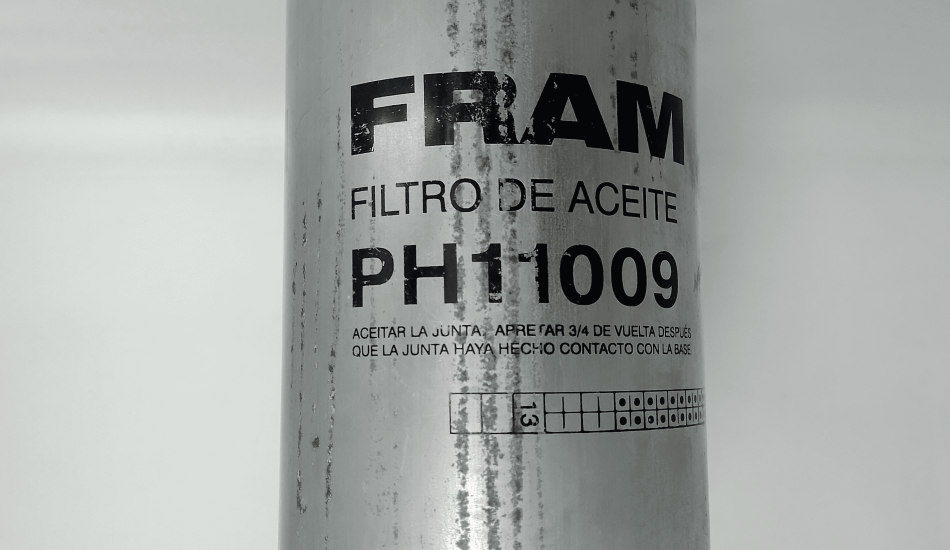 FRAM
FILTRO DE ACEITE
PH11009
ACEITAR LA JUNTA. APRETAR 3/4 DE VUELTA DESPUÉS
QUE LA JUNTA HAYA HECHO CONTACTO CON LA BASE
13